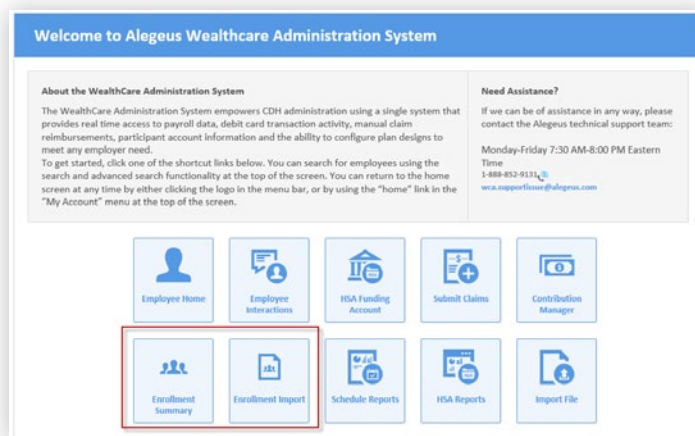 Welcome to Alegeus Wealthcare Administration System
About the WealthCare Administration System
The WealthCare Administration System empowers CDH administration using a single system that
provides real time access to payroll data, debit card transaction activity, manual claim
reimbursements, participant account information and the ability to configure plan designs to
meet any employer need.
To get started, click one of the shortcut links below. You can search for employees using the
search and advanced search functionality at the top of the screen. You can return to the home
screen at any time by either clicking the logo in the menu bar, or by using the "home" link in the
"My Account" menu at the top of the screen.
Need Assistance?
If we can be of assistance in any way, please
contact the Alegeus technical support team:
Monday-Friday 7:30 AM-8:00 PM Eastern
Time
1-888-852-9131
wca.supportissue@alegeus.com
Employee Home
Employee
Interactions
HSA Funding
Account
Submit Claims
Contribution
Manager
Enrollment
Summary
Enrollment Import
Schedule Reports
HSA Reports
Import File